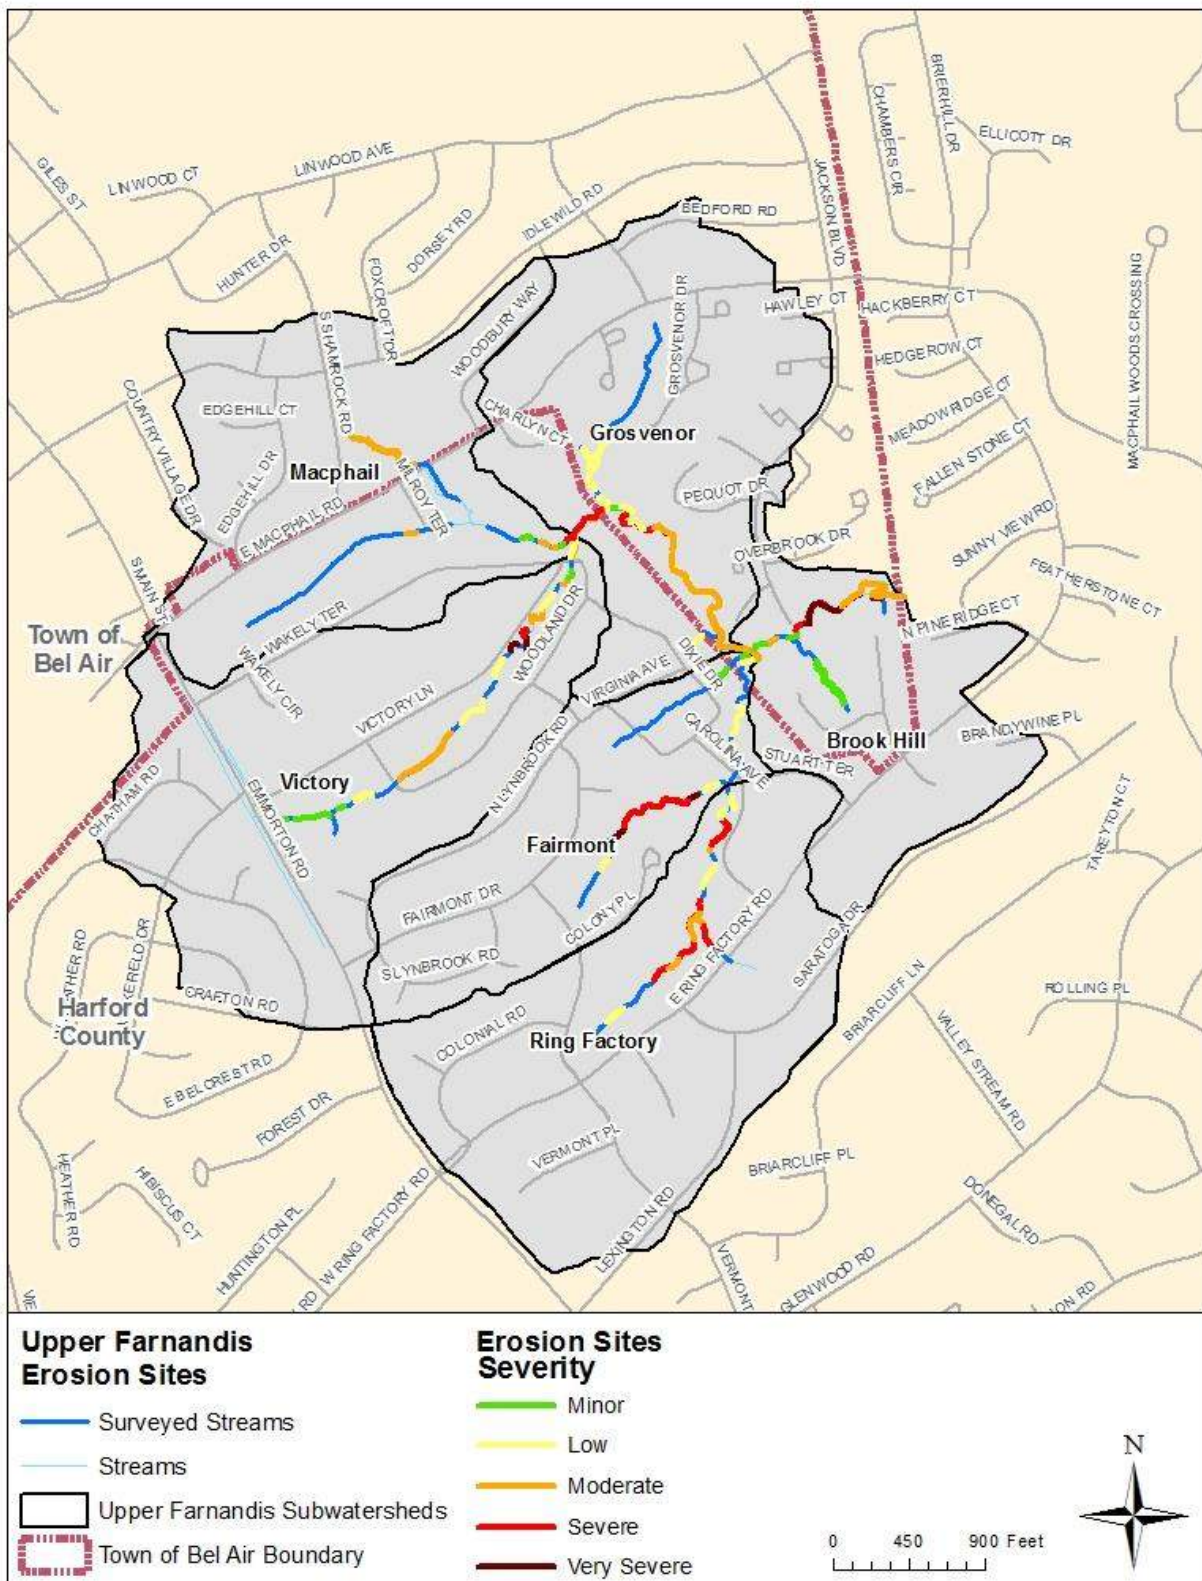 BRIERHILL DR
CHAMBERS CIR
ELLICOTT DR
GILES ST
LINWOOD CT
LINWOOD AVE
JACKSON BLVD
IDLEWILD RD
BEDFORD RD
DORSEY RD
HUNTER DR
FOXCROFT DR
S SHAMROCK RD
WOODBURY WAY
GROSVENOR DR
HAWLEY CT
HACKBERRY CT
HEDGEROW CT
MACPHAIL WOODS CROSSING
COUNTRY VILLAGE DR
EDGEHILL CT
CHARLYN CT
Grosvenor
MEADOW RIDGE CT
FALLEN STONE CT
Macphail
MILROY TER
EDGEHILL DR
E MACPHAIL RD
PEQUOT DR
OVERBROOK DR
SUNNY VIEW RD
FEATHERSTONE CT
S MAIN ST
Town of
Bel Air
WAKELY TER
WAKELY CIR
WOODLAND DR
N PINE RIDGE CT
DIXIE DR
VIRGINIA AVE
VICTORY LN
N LYNBROOK RD
CAROLINA AVE
Brook Hill
BRANDYWINE PL
STUART TER
Victory
EMMORTON RD
CHATHAM RD
Fairmont
TAREYTON CT
FAIRMONT DR
COLONY PL
S LYNBROOK RD
E RING FACTORY RD
SARATOGA DR
BRIARCLIFF LN
CRAFTON RD
Harford
County
ROLLING PL
COLONIAL RD
Ring Factory
VALLEY STREAM RD
E BELCREST RD
FOREST DR
VERMONT PL
BRIARCLIFF PL
HEATHER RD
HIBISCUS CT
HUNTINGTON PL
W RING FACTORY RD
LEXINGTON RD
VERMONT
GLENWOOD RD
DONEGAL RD
RD
Upper Farnandis
Erosion Sites
Surveyed Streams
Streams
Upper Farnandis Subwatersheds
Town of Bel Air Boundary
Erosion Sites
Severity
Minor
Low
Moderate
Severe
Very Severe
N
0 450 900 Feet